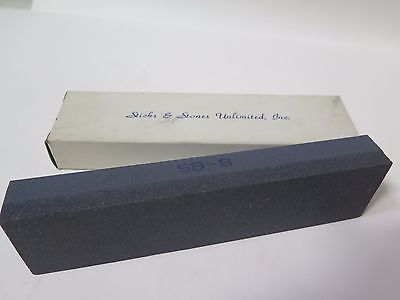 Sticks & Stones Unlimited, Inc.
SB-8